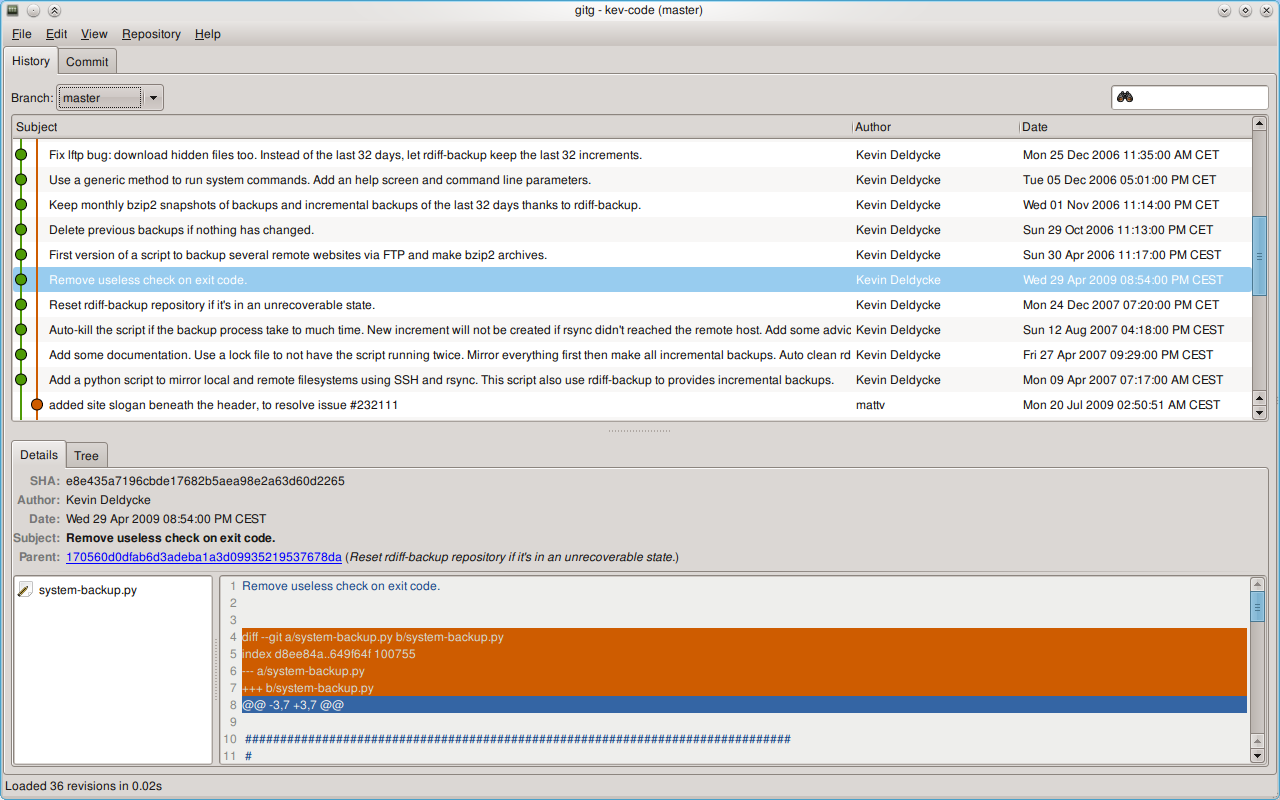 gitg - kev-code (master)
File Edit View Repository Help
History Commit
Branch: master
Subject Author Date
Fix lftp bug: download hidden files too. Instead of the last 32 days, let rdiff-backup keep the last 32 increments. Kevin Deldycke Mon 25 Dec 2006 11:35:00 AM CET
Use a generic method to run system commands. Add an help screen and command line parameters. Kevin Deldycke Tue 05 Dec 2006 05:01:00 PM CET
Keep monthly bzip2 snapshots of backups and incremental backups of the last 32 days thanks to rdiff-backup. Kevin Deldycke Wed 01 Nov 2006 11:14:00 PM CET
Delete previous backups if nothing has changed. Kevin Deldycke Sun 29 Oct 2006 11:13:00 PM CET
First version of a script to backup several remote websites via FTP and make bzip2 archives. Kevin Deldycke Sun 30 Apr 2006 11:17:00 PM CEST
Remove useless check on exit code. Kevin Deldycke Wed 29 Apr 2009 08:54:00 PM CEST
Reset rdiff-backup repository if it's in an unrecoverable state. Kevin Deldycke Mon 24 Dec 2007 07:20:00 PM CET
Auto-kill the script if the backup process take to much time. New increment will not be created if rsync didn't reached the remote host. Add some advic Kevin Deldycke Sun 12 Aug 2007 04:18:00 PM CEST
Add some documentation. Use a lock file to not have the script running twice. Mirror everything first then make all incremental backups. Auto clean rd Kevin Deldycke Fri 27 Apr 2007 09:29:00 PM CEST
Add a python script to mirror local and remote filesystems using SSH and rsync. This script also use rdiff-backup to provides incremental backups. Kevin Deldycke Mon 09 Apr 2007 07:17:00 AM CEST
added site slogan beneath the header, to resolve issue #232111 mattv Mon 20 Jul 2009 02:50:51 AM CEST
Details Tree
SHA: e8e435a7196cbde17682b5aea98e2a63d60d2265
Author: Kevin Deldycke
Date: Wed 29 Apr 2009 08:54:00 PM CEST
Subject: Remove useless check on exit code.
Parent: 170560d0dfab6d3adeba1a3d09935219537678da (Reset rdiff-backup repository if it's in an unrecoverable state.)
system-backup.py
1 Remove useless check on exit code.
2
3
4 diff --git a/system-backup.py b/system-backup.py
5 index d8ee84a..649f64f 100755
6 --- a/system-backup.py
7 +++ b/system-backup.py
8 @@ -3,7 +3,7 @@
9
10 ##############################################################################
11 #
Loaded 36 revisions in 0.02s